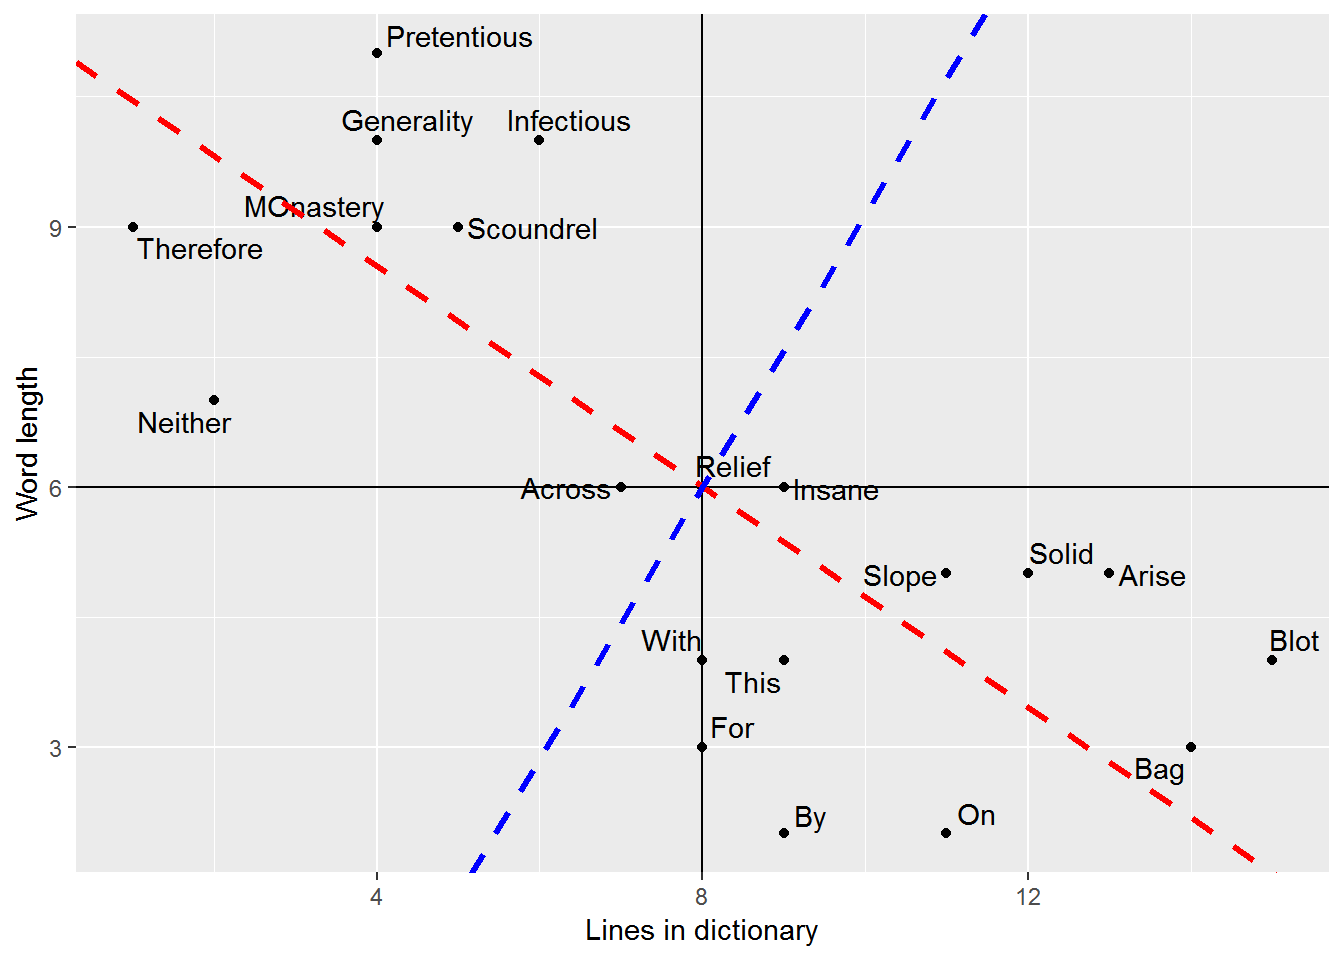 Pretentious
Generality
Infectious
MOnastery
Scoundrel
9
Therefore
Neither
Word length
Relief
6
Across
Insane
Solid
Slope
Arise
With
Blot
This
For
3
Bag
By
On
4
8
12
Lines in dictionary